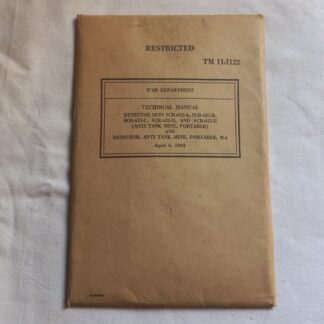 RESTRICTED
TM 11-1122
WAR DEPARTMENT
TECHNICAL MANUAL
DETECTOR SETS SCR-625-A, SCR-625-B,
SCR-625-C, SCR-625-D, AND SCR-625-E
(ANTI TANK MINE, PORTABLE)
AND
DETECTOR, ANTI TANK MINE, PORTABLE, M-1
April 6, 1943